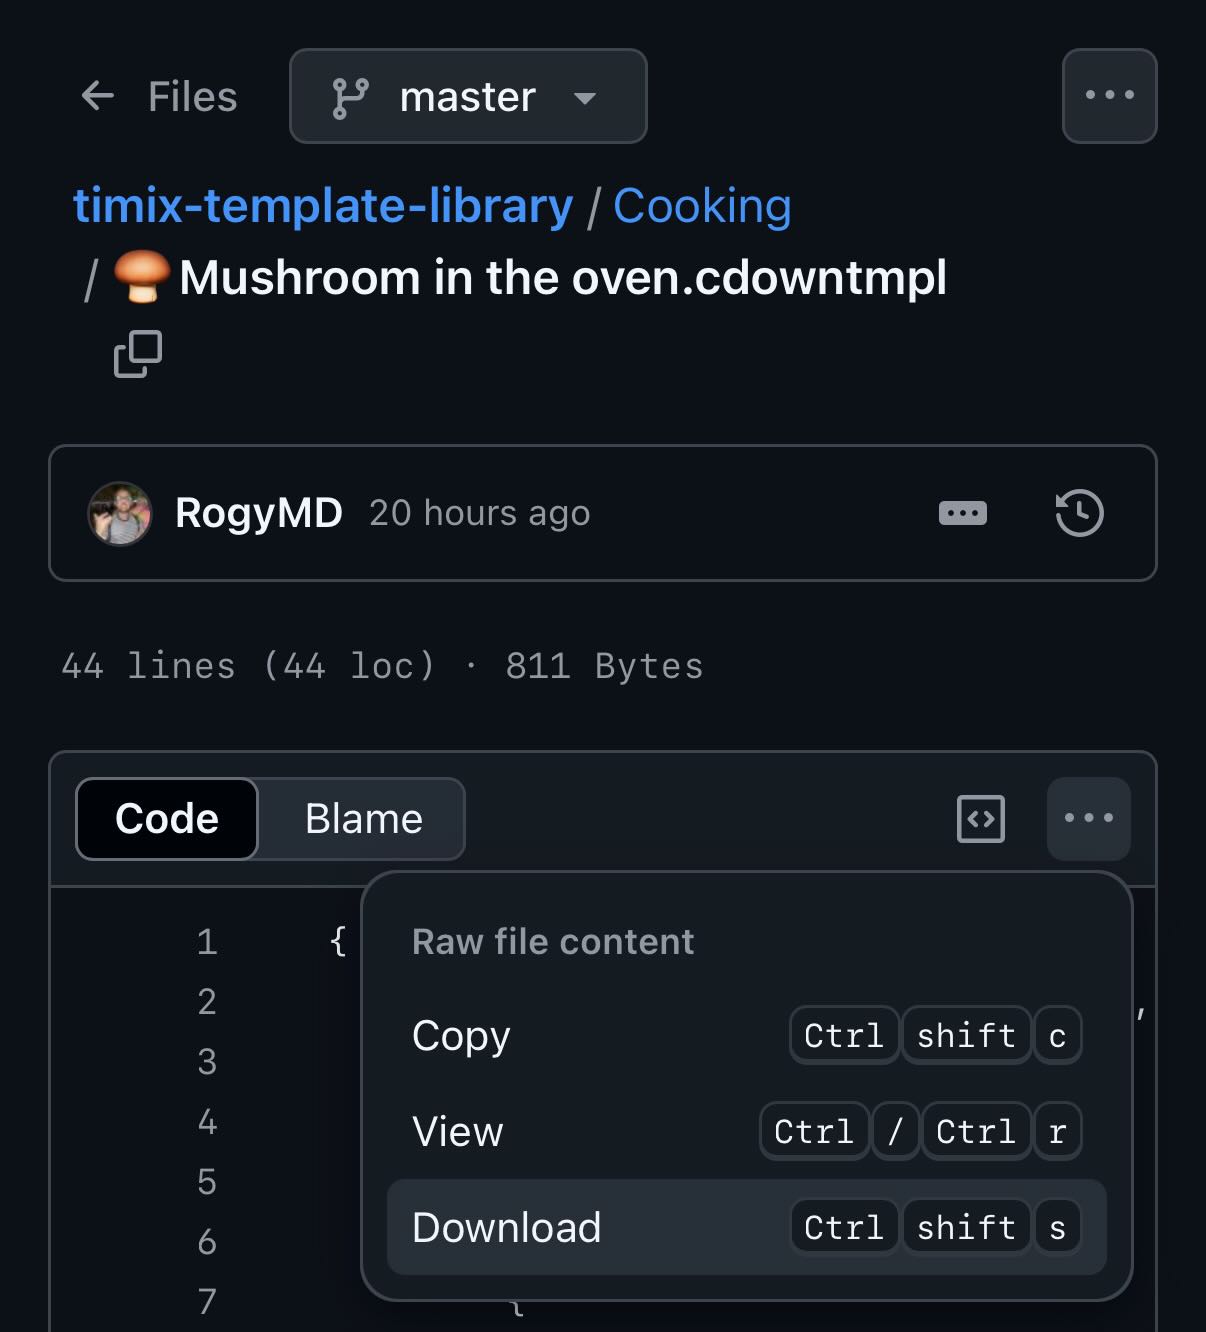 Files master
timix-template-library / Cooking
/ 🍄Mushroom in the oven.cdowntmpl
RogyMD 20 hours ago
44 lines (44 loc) · 811 Bytes
Code Blame
Raw file content
1 {
Copy Ctrl shift c
2 ,
3
View Ctrl / Ctrl r
4
5
Download Ctrl shift s
6
7 {